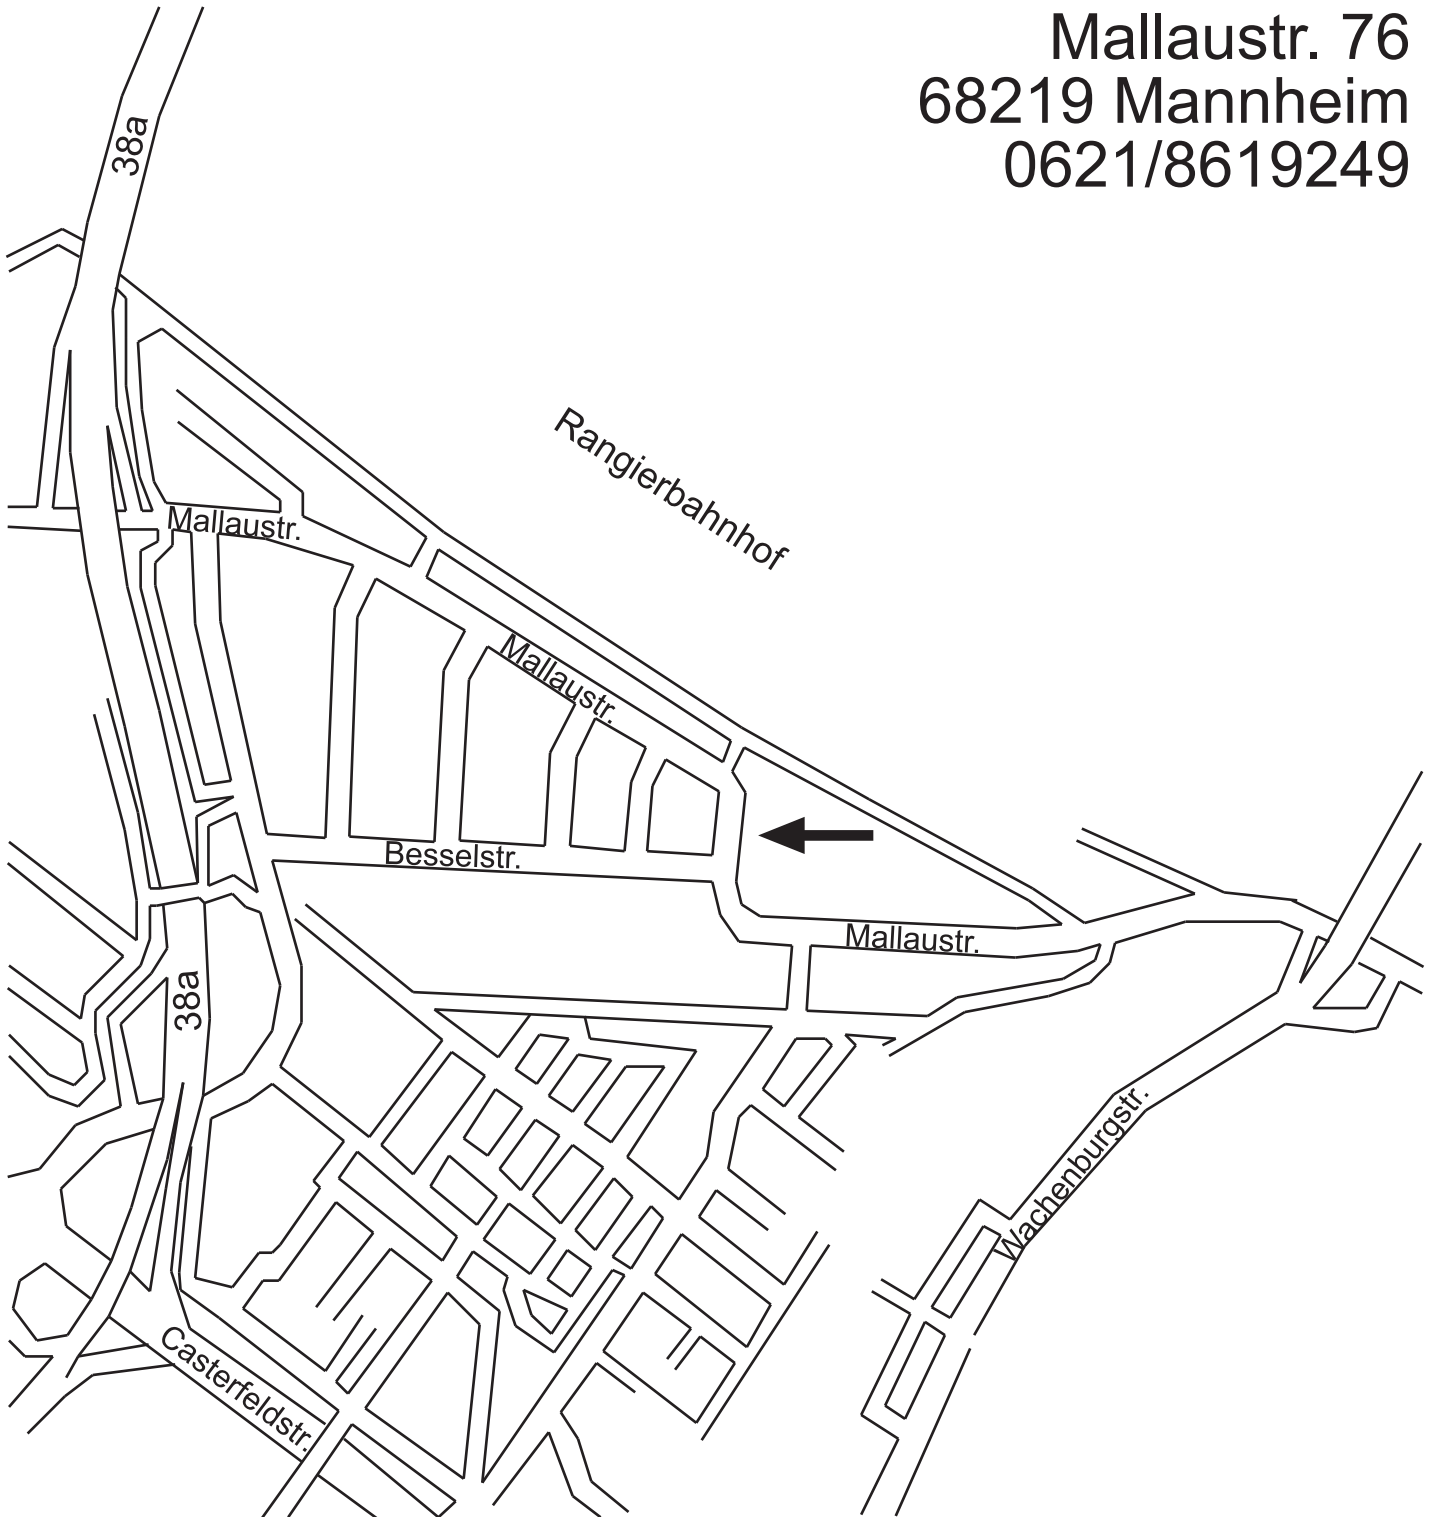 Mallaustr. 76
68219 Mannheim
0621/8619249
38a
Rangierbahnhof
Mallaustr.
Mallaustr.
Besselstr.
Mallaustr.
38a
Wachenburgstr.
Casterfeldstr.